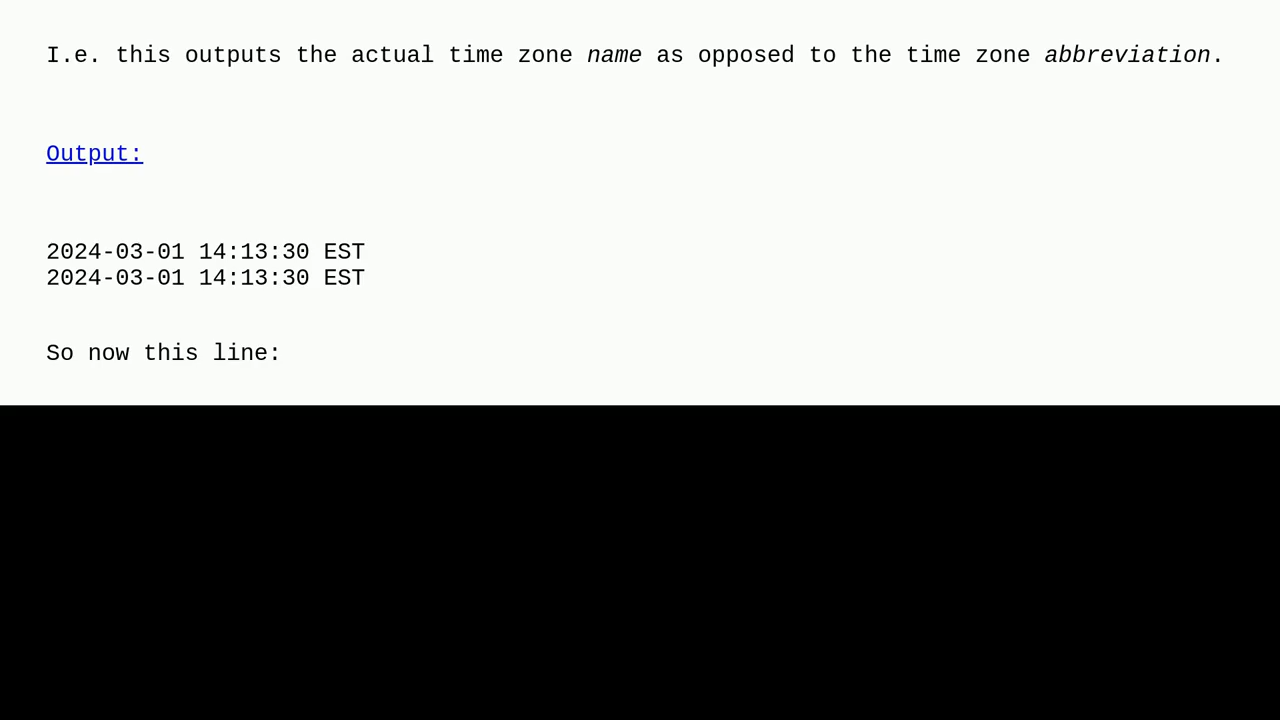 I.e. this outputs the actual time zone name as opposed to the time zone abbreviation.
Output:
2024-03-01 14:13:30 EST
2024-03-01 14:13:30 EST
So now this line: